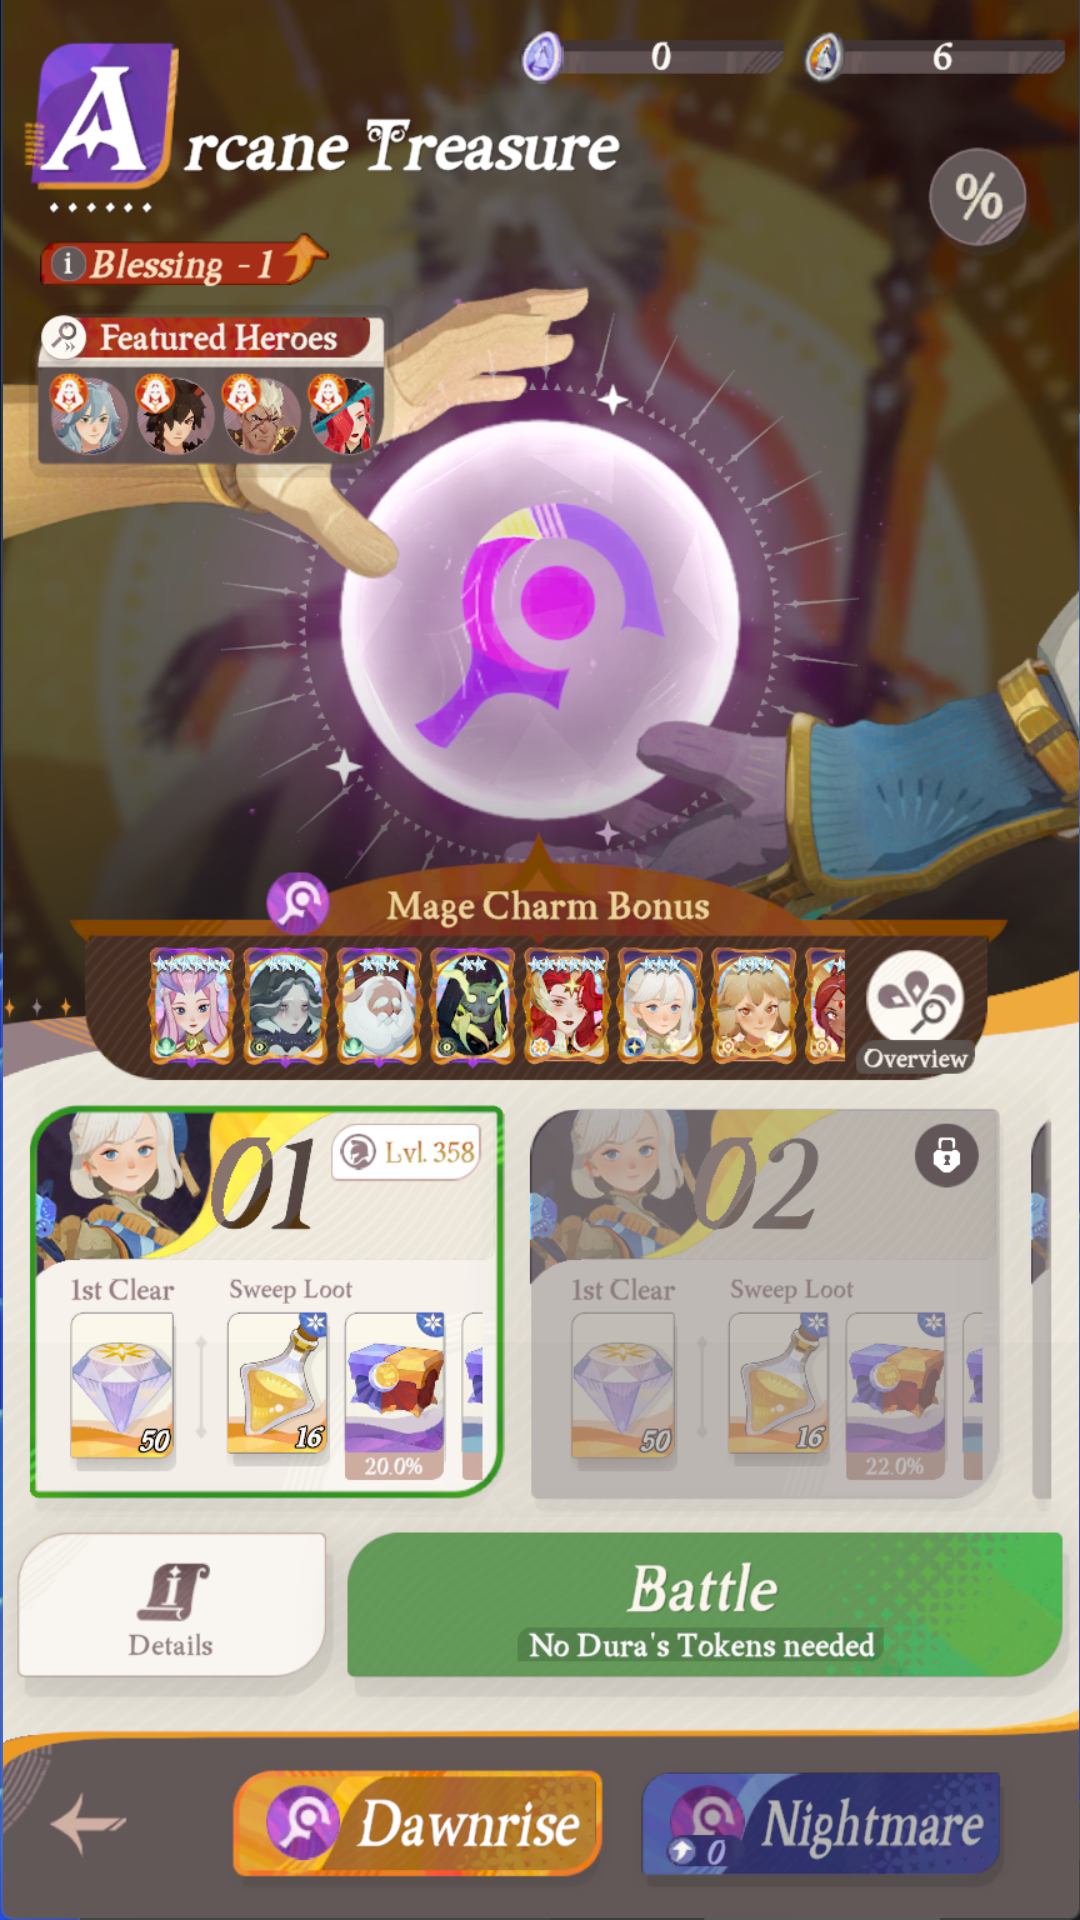 0
6
Arcane Treasure
%
i Blessing -1
Featured Heroes
Mage Charm Bonus
Overview
01
Lvl. 358
1st Clear
Sweep Loot
50
16
20.0%
02
1st Clear
Sweep Loot
50
16
22.0%
Details
Battle
No Dura's Tokens needed
Dawnrise
0
Nightmare